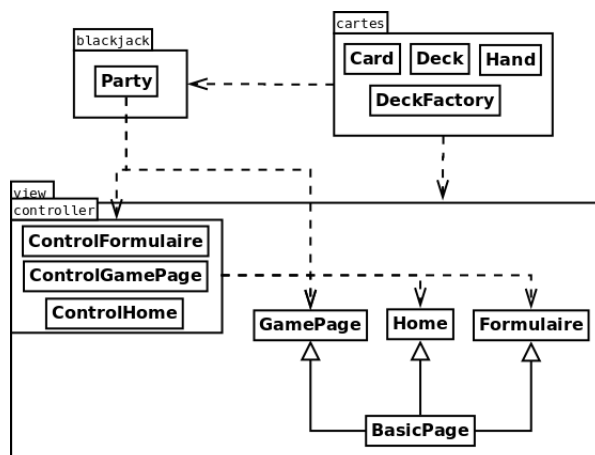 blackjack
Party
cartes
Card Deck Hand
DeckFactory
view
controller
ControlFormulaire
ControlGamePage
ControlHome
GamePage Home Formulaire
BasicPage